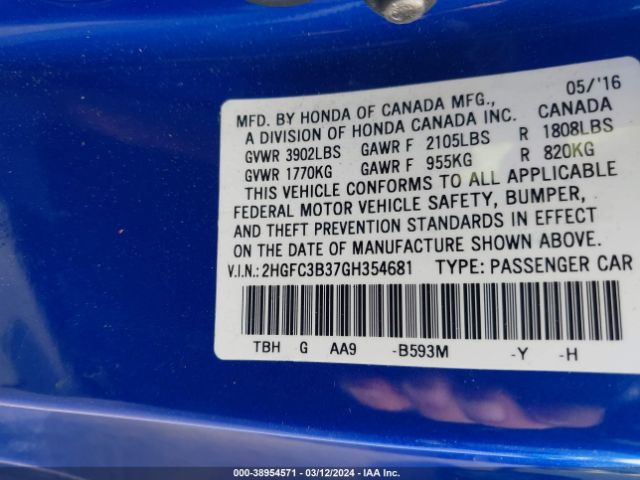 05/'16
MFD. BY HONDA OF CANADA MFG.,
A DIVISION OF HONDA CANADA INC. CANADA
GVWR 3902LBS GAWR F 2105LBS R 1808LBS
GVWR 1770KG GAWR F 955KG R 820KG
THIS VEHICLE CONFORMS TO ALL APPLICABLE
FEDERAL MOTOR VEHICLE SAFETY, BUMPER,
AND THEFT PREVENTION STANDARDS IN EFFECT
ON THE DATE OF MANUFACTURE SHOWN ABOVE.
V.I.N.: 2HGFC3B37GH354681 TYPE: PASSENGER CAR
TBH G AA9 -B593M -Y -H
000-38954571 - 03/12/2024 - IAA Inc.